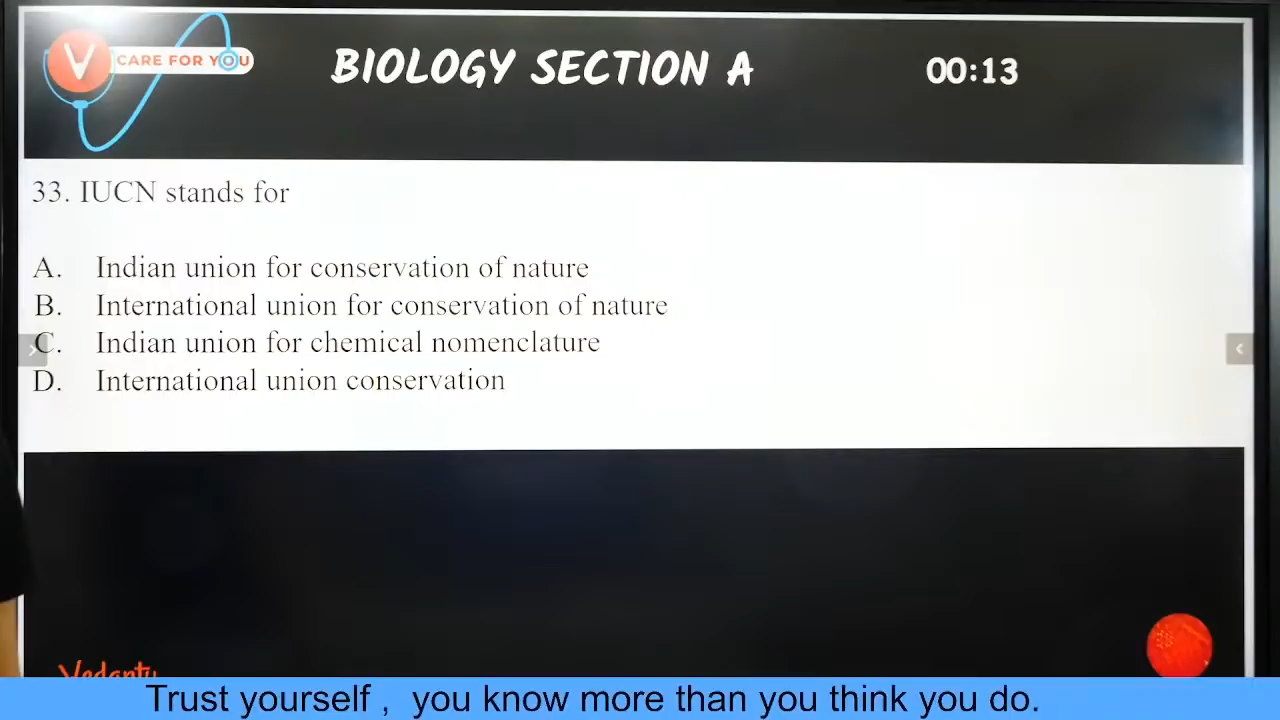 V CARE FOR YOU
BIOLOGY SECTION A
00:13
33. IUCN stands for
A. Indian union for conservation of nature
B. International union for conservation of nature
C. Indian union for chemical nomenclature
D. International union conservation
Trust yourself , you know more than you think you do.